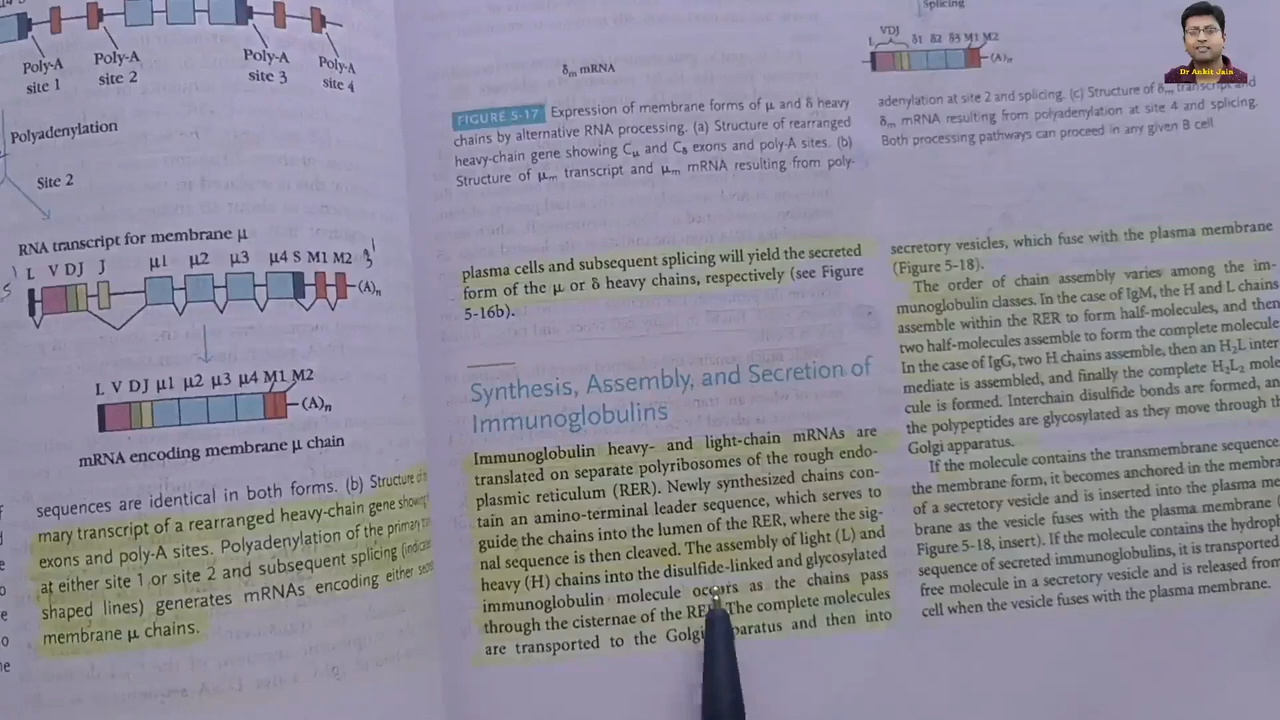 Poly-A
site 1
Poly-A
site 2
Poly-A
site 3
Poly-A
site 4
Polyadenylation
Site 2
RNA transcript for membrane μ
L V DJ J μ1 μ2 μ3 μ4 S M1 M2 3'
5'
(A)n
L V DJ μ1 μ2 μ3 μ4 M1 M2
(A)n
mRNA encoding membrane μ chain
sequences are identical in both forms. (b) Structure
mary transcript of a rearranged heavy-chain gene showing
exons and poly-A sites. Polyadenylation of the primary
at either site 1 or site 2 and subsequent splicing
shaped lines) generates mRNAs encoding either
membrane μ chains.
δm mRNA
FIGURE 5-17 Expression of membrane forms of μ and δ heavy
chains by alternative RNA processing. (a) Structure of rearranged
heavy-chain gene showing Cμ and Cδ exons and poly-A sites. (b)
Structure of μm transcript and μm mRNA resulting from poly-
Splicing
VDJ
L δ1 δ2 δ3 M1 M2
(A)n
adenylation at site 2 and splicing. (c) Structure of δm transcript and
δm mRNA resulting from polyadenylation at site 4 and splicing.
Both processing pathways can proceed in any given B cell
plasma cells and subsequent splicing will yield the secreted
form of the μ or δ heavy chains, respectively (see Figure
5-16b).
Synthesis, Assembly, and Secretion of
Immunoglobulins
Immunoglobulin heavy- and light-chain mRNAs are
translated on separate polyribosomes of the rough endo-
plasmic reticulum (RER). Newly synthesized chains con-
tain an amino-terminal leader sequence, which serves to
guide the chains into the lumen of the RER, where the sig-
nal sequence is then cleaved. The assembly of light (L) and
heavy (H) chains into the disulfide-linked and glycosylated
immunoglobulin molecule occurs as the chains pass
through the cisternae of the RER. The complete molecules
are transported to the Golgi apparatus and then into
secretory vesicles, which fuse with the plasma membrane
(Figure 5-18).
The order of chain assembly varies among the im-
munoglobulin classes. In the case of IgM, the H and L chains
assemble within the RER to form half-molecules, and then
two half-molecules assemble to form the complete molecule
In the case of IgG, two H chains assemble, then an H2L inter
mediate is assembled, and finally the complete H2L2 mole
cule is formed. Interchain disulfide bonds are formed, an
the polypeptides are glycosylated as they move through th
Golgi apparatus.
If the molecule contains the transmembrane sequence
the membrane form, it becomes anchored in the membra
of a secretory vesicle and is inserted into the plasma me
brane as the vesicle fuses with the plasma membrane
Figure 5-18, insert). If the molecule contains the hydroph
sequence of secreted immunoglobulins, it is transported
free molecule in a secretory vesicle and is released from
cell when the vesicle fuses with the plasma membrane.
Dr Ankit Jain